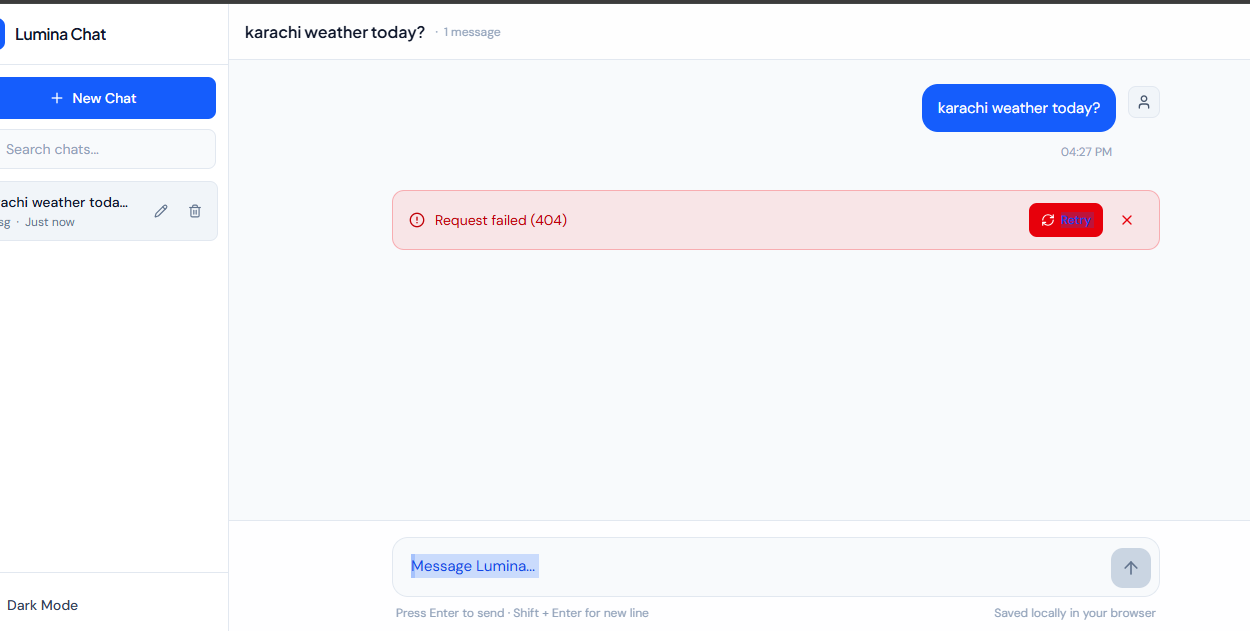 Lumina Chat
+ New Chat
Search chats...
achi weather toda...
sg · Just now
Dark Mode
karachi weather today? · 1 message
karachi weather today?
04:27 PM
Request failed (404)
Retry
Message Lumina...
Press Enter to send · Shift + Enter for new line
Saved locally in your browser